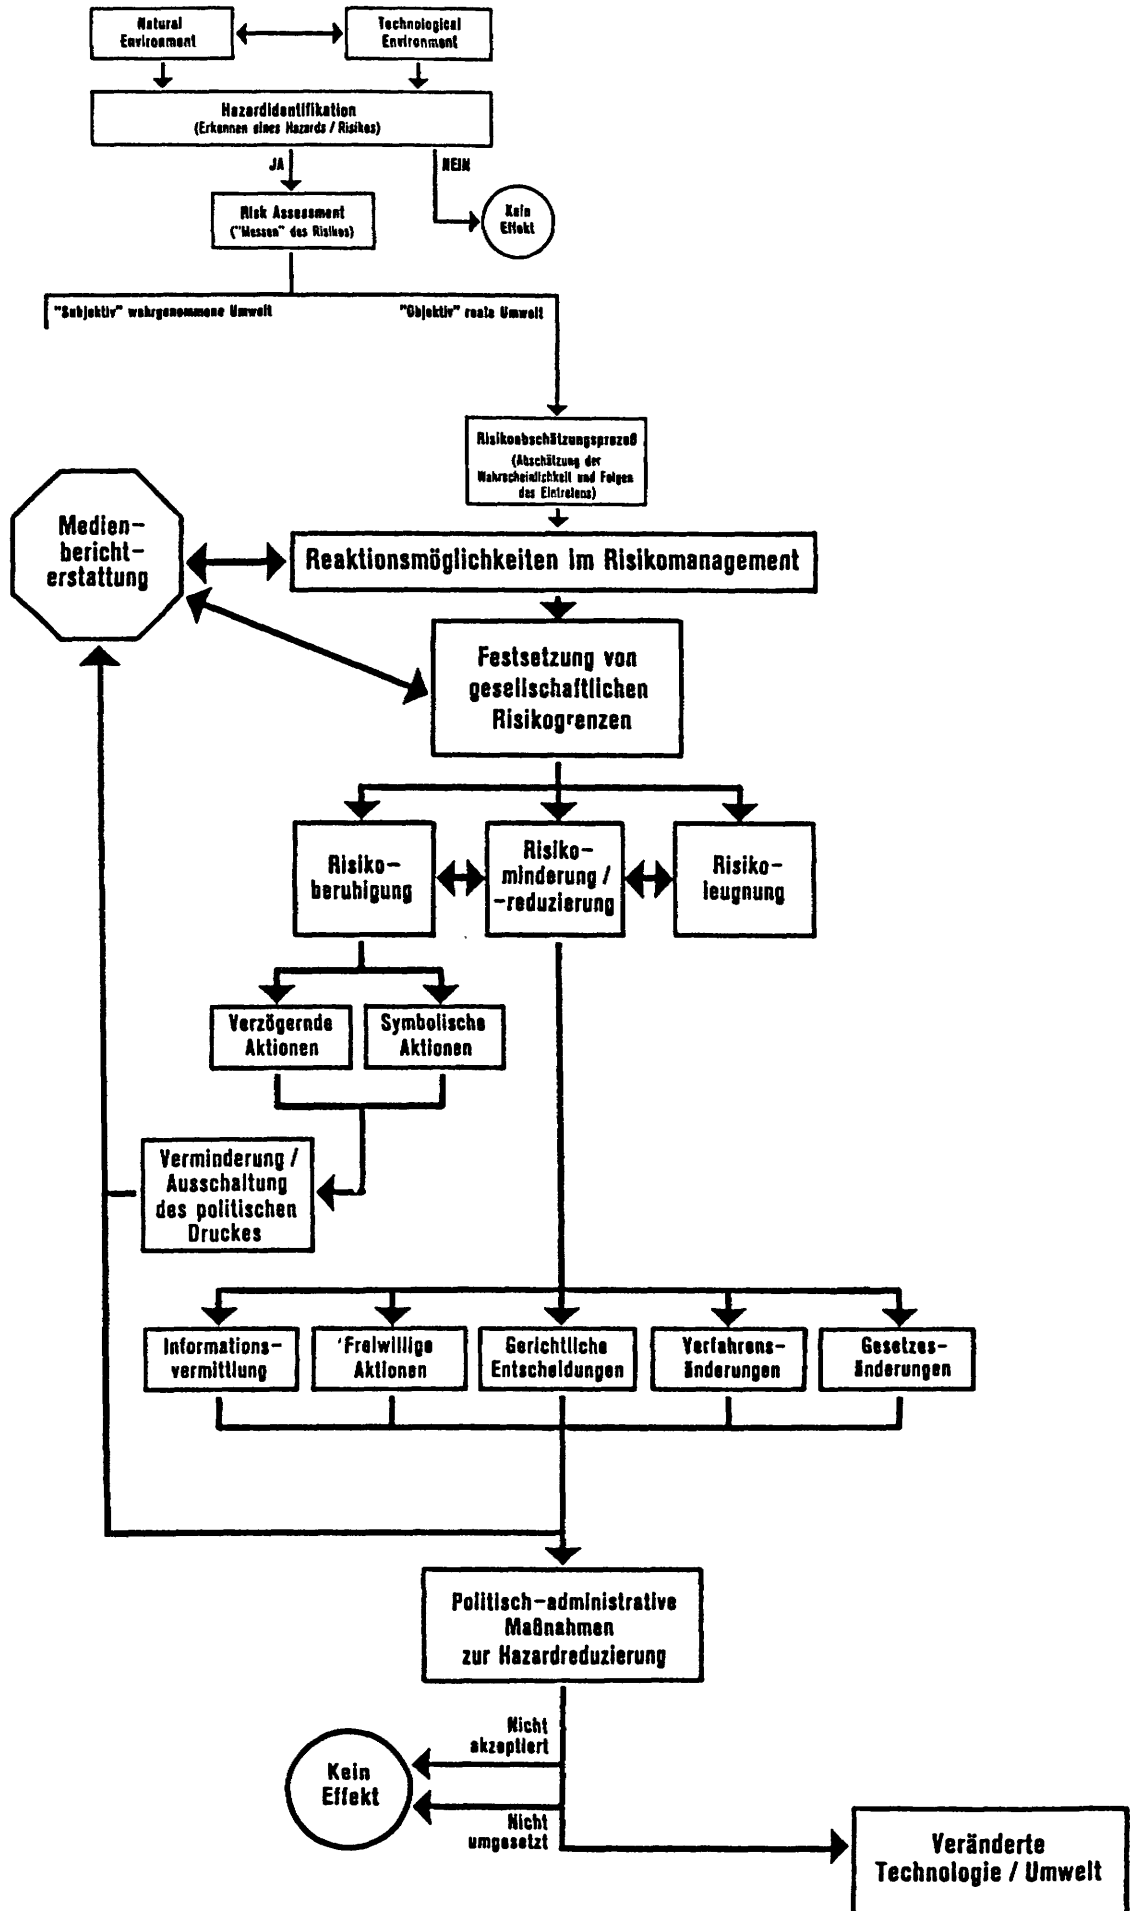 Natural
Environment
Technological
Environment
Hazardidentifikation
(Erkennen eines Hazards / Risikos)
JA
NEIN
Risk Assessment
("Messen" des Risikos)
Kein
Effekt
"Subjektiv" wahrgenommene Umwelt
"Objektiv" reale Umwelt
Risikoabschätzungsprozeß
(Abschätzung der
Wahrscheinlichkeit und Folgen
des Eintretens)
Medien-
bericht-
erstattung
Reaktionsmöglichkeiten im Risikomanagement
Festsetzung von
gesellschaftlichen
Risikogrenzen
Risiko-
beruhigung
Risiko-
minderung /
-reduzierung
Risiko-
leugnung
Verzögernde
Aktionen
Symbolische
Aktionen
Verminderung /
Ausschaltung
des politischen
Druckes
Informations-
vermittlung
'Freiwillige
Aktionen
Gerichtliche
Entscheidungen
Verfahrens-
änderungen
Gesetzes-
änderungen
Politisch-administrative
Maßnahmen
zur Hazardreduzierung
Nicht
akzeptiert
Kein
Effekt
Nicht
umgesetzt
Veränderte
Technologie / Umwelt